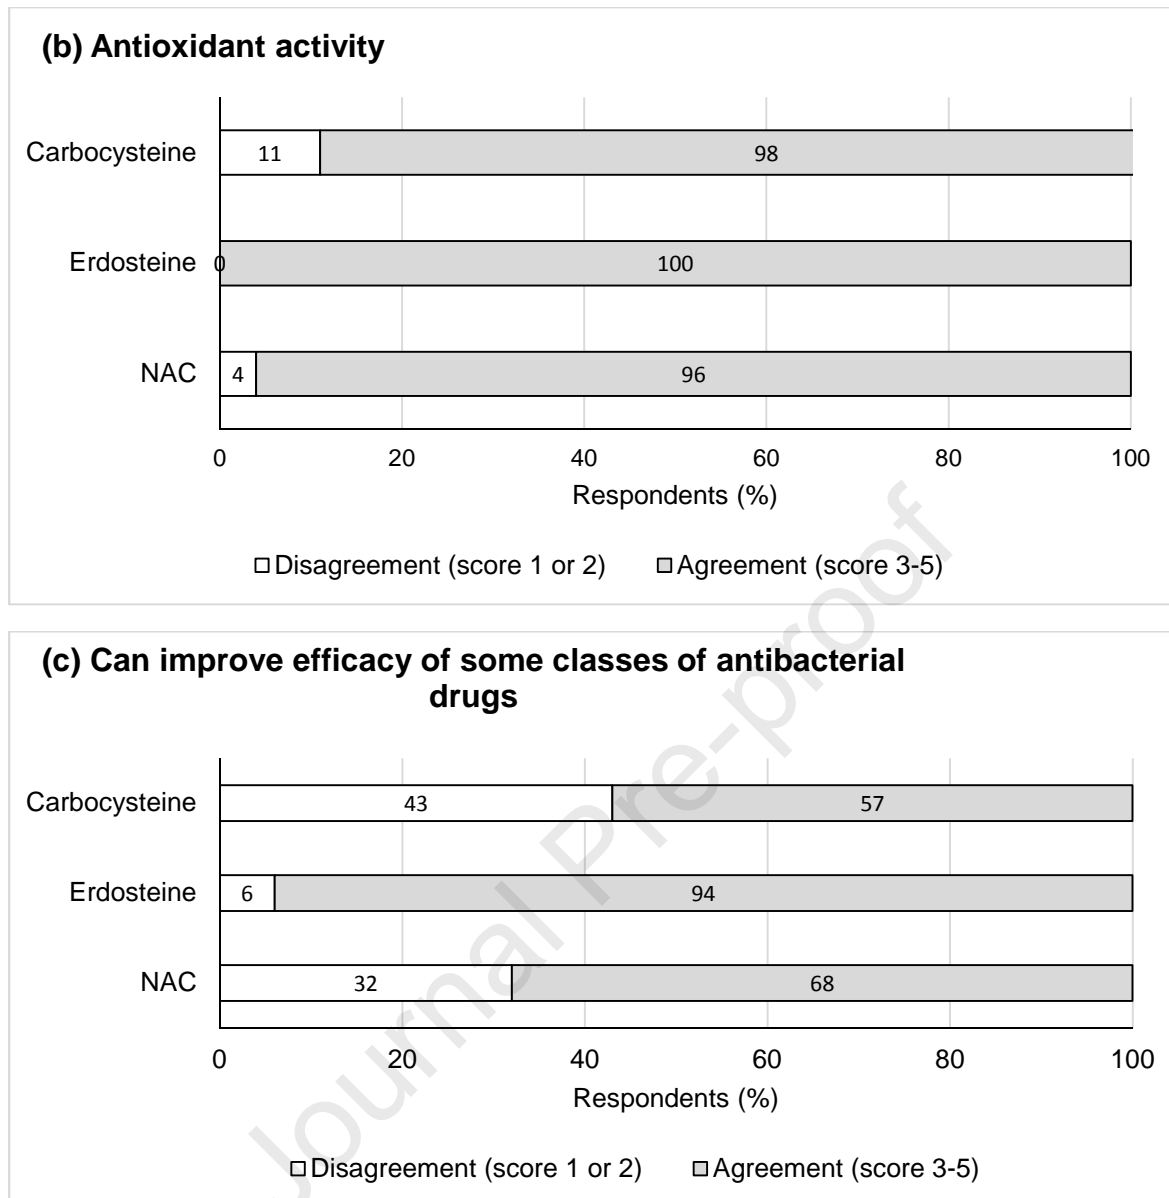 (b) Antioxidant activity
Carbocysteine 11 98
Erdosteine 0 100
NAC 4 96
0 20 40 60 80 100
Respondents (%)
Disagreement (score 1 or 2) Agreement (score 3-5)
(c) Can improve efficacy of some classes of antibacterial
drugs
Carbocysteine 43 57
Erdosteine 6 94
NAC 32 68
0 20 40 60 80 100
Respondents (%)
Disagreement (score 1 or 2) Agreement (score 3-5)
Journal Pre-proof